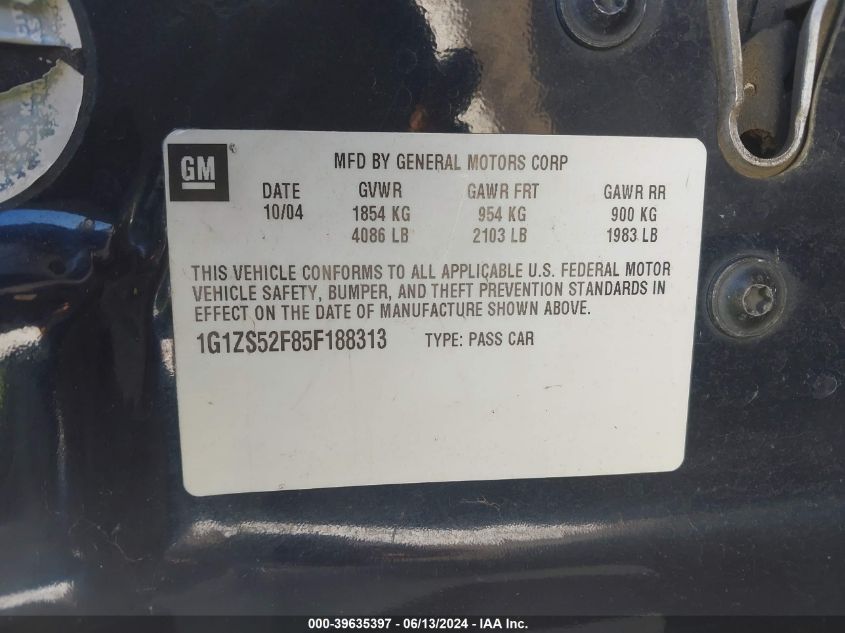 GM
MFD BY GENERAL MOTORS CORP
DATE GVWR GAWR FRT GAWR RR
10/04 1854 KG 954 KG 900 KG
4086 LB 2103 LB 1983 LB
THIS VEHICLE CONFORMS TO ALL APPLICABLE U.S. FEDERAL MOTOR
VEHICLE SAFETY, BUMPER, AND THEFT PREVENTION STANDARDS IN
EFFECT ON THE DATE OF MANUFACTURE SHOWN ABOVE.
1G1ZS52F85F188313 TYPE: PASS CAR
000-39635397 - 06/13/2024 - IAA Inc.